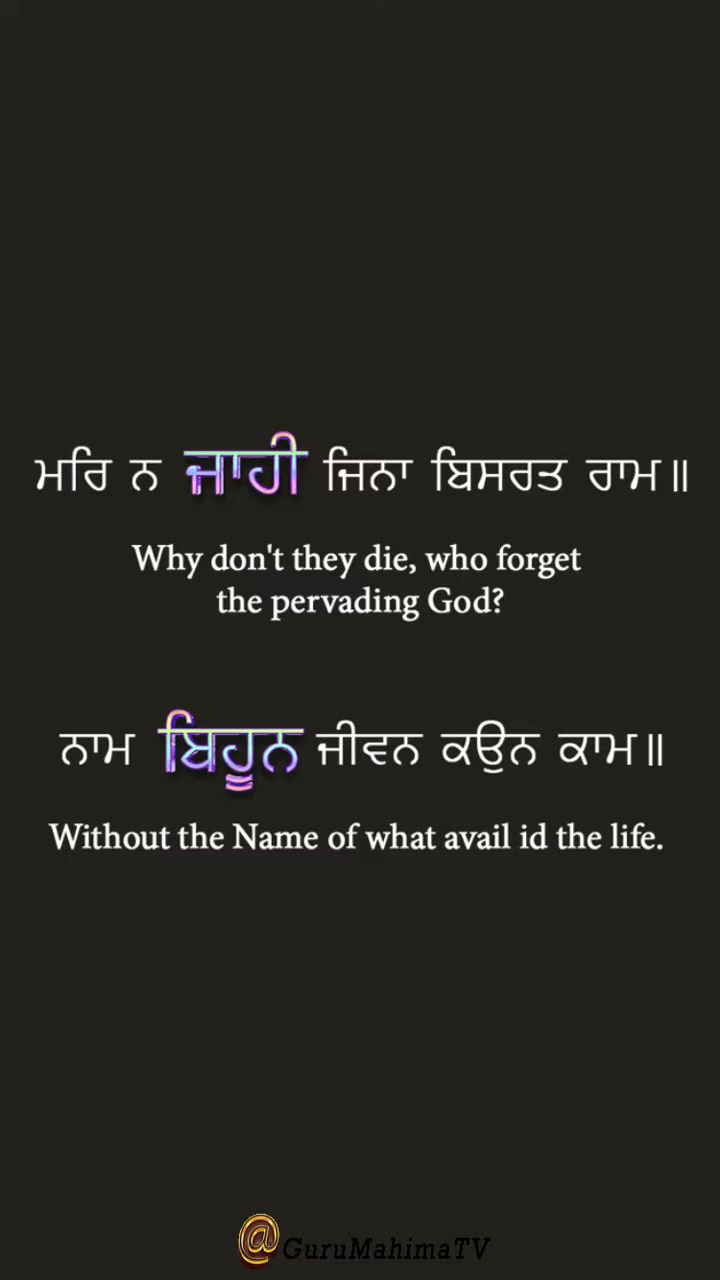 ਮਰਿ ਨ ਜਾਹੀ ਜਿਨਾ ਬਿਸਰਤ ਰਾਮ॥
Why don't they die, who forget
the pervading God?
ਨਾਮ ਬਿਹੂਨ ਜੀਵਨ ਕਉਨ ਕਾਮ॥
Without the Name of what avail id the life.
@GuruMahimaTV